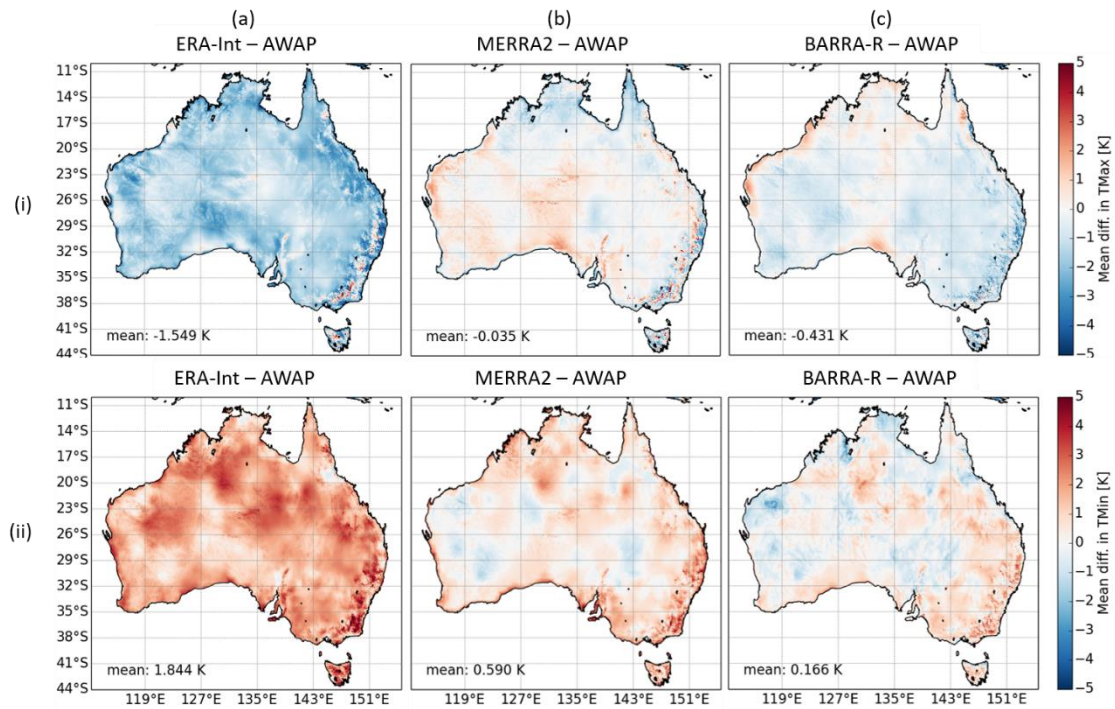 (a) (b) (c)
ERA-Int – AWAP MERRA2 – AWAP BARRA-R – AWAP
(i)
11°S
14°S
17°S
20°S
23°S
26°S
29°S
32°S
35°S
38°S
41°S
44°S
mean: -1.549 K
mean: -0.035 K
mean: -0.431 K
5
4
3
2
1
0
−1
−2
−3
−4
−5
Mean diff. in TMax [K]
ERA-Int – AWAP MERRA2 – AWAP BARRA-R – AWAP
(ii)
11°S
14°S
17°S
20°S
23°S
26°S
29°S
32°S
35°S
38°S
41°S
44°S
mean: 1.844 K
mean: 0.590 K
mean: 0.166 K
119°E 127°E 135°E 143°E 151°E
119°E 127°E 135°E 143°E 151°E
119°E 127°E 135°E 143°E 151°E
5
4
3
2
1
0
−1
−2
−3
−4
−5
Mean diff. in TMin [K]